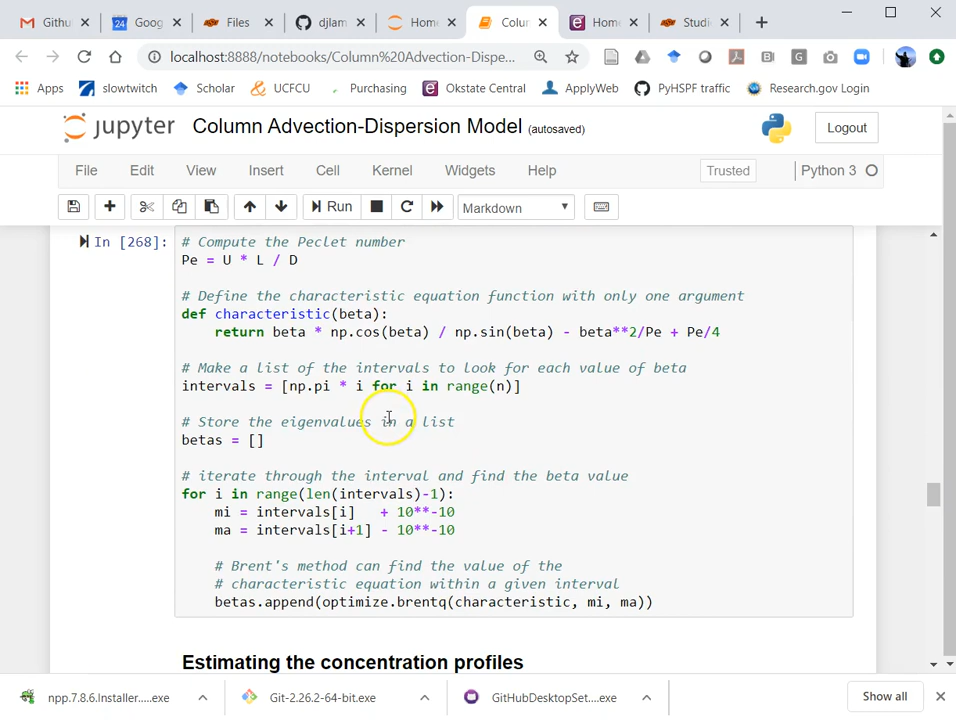 Githu
Goog
24
Files
djlam
Home
Colur
Home
Studi
localhost:8888/notebooks/Column%20Advection-Dispe...
Apps
slowtwitch
Scholar
UCFCU
Purchasing
Okstate Central
ApplyWeb
PyHSPF traffic
Research.gov Login
jupyter
Column Advection-Dispersion Model (autosaved)
Logout
File
Edit
View
Insert
Cell
Kernel
Widgets
Help
Trusted
Python 3
Run
Markdown
In [268]:
# Compute the Peclet number
Pe = U * L / D
# Define the characteristic equation function with only one argument
def characteristic(beta):
return beta * np.cos(beta) / np.sin(beta) - beta**2/Pe + Pe/4
# Make a list of the intervals to look for each value of beta
intervals = [np.pi * i for i in range(n)]
# Store the eigenvalues in a list
betas = []
# iterate through the interval and find the beta value
for i in range(len(intervals)-1):
mi = intervals[i] + 10**-10
ma = intervals[i+1] - 10**-10
# Brent's method can find the value of the
# characteristic equation within a given interval
betas.append(optimize.brentq(characteristic, mi, ma))
Estimating the concentration profiles
npp.7.8.6.Installer.....exe
Git-2.26.2-64-bit.exe
GitHubDesktopSet....exe
Show all